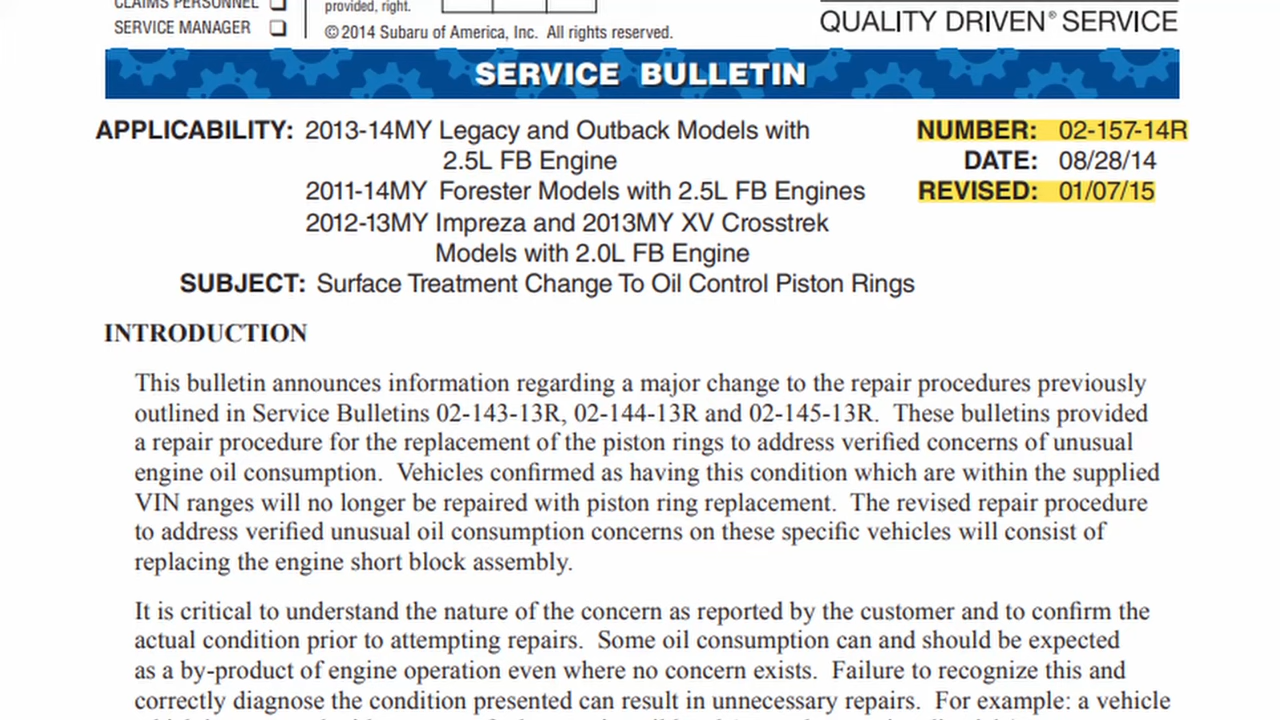 CLAIMS PERSONNEL
SERVICE MANAGER
provided, right.
© 2014 Subaru of America, Inc. All rights reserved.
QUALITY DRIVEN® SERVICE
SERVICE BULLETIN
APPLICABILITY: 2013-14MY Legacy and Outback Models with
2.5L FB Engine
2011-14MY Forester Models with 2.5L FB Engines
2012-13MY Impreza and 2013MY XV Crosstrek
Models with 2.0L FB Engine
SUBJECT: Surface Treatment Change To Oil Control Piston Rings
NUMBER: 02-157-14R
DATE: 08/28/14
REVISED: 01/07/15
INTRODUCTION
This bulletin announces information regarding a major change to the repair procedures previously
outlined in Service Bulletins 02-143-13R, 02-144-13R and 02-145-13R. These bulletins provided
a repair procedure for the replacement of the piston rings to address verified concerns of unusual
engine oil consumption. Vehicles confirmed as having this condition which are within the supplied
VIN ranges will no longer be repaired with piston ring replacement. The revised repair procedure
to address verified unusual oil consumption concerns on these specific vehicles will consist of
replacing the engine short block assembly.
It is critical to understand the nature of the concern as reported by the customer and to confirm the
actual condition prior to attempting repairs. Some oil consumption can and should be expected
as a by-product of engine operation even where no concern exists. Failure to recognize this and
correctly diagnose the condition presented can result in unnecessary repairs. For example: a vehicle